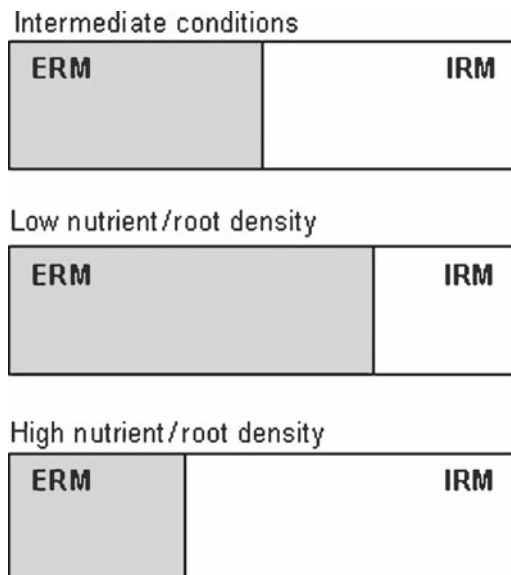 Intermediate conditions
ERM IRM
Low nutrient/root density
ERM IRM
High nutrient/root density
ERM IRM